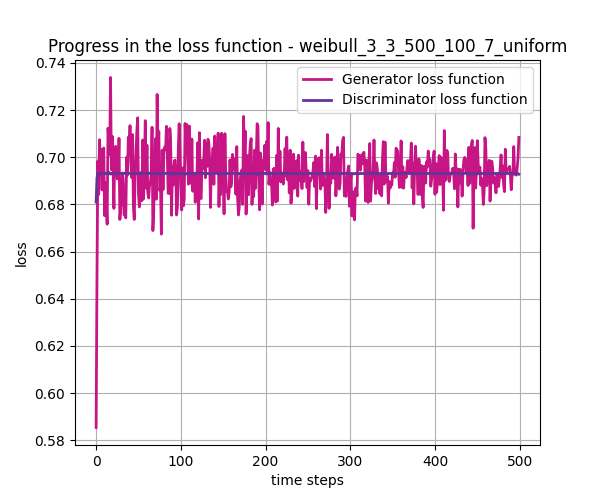 Progress in the loss function - weibull_3_3_500_100_7_uniform
Generator loss function
Discriminator loss function
0.74
0.72
0.70
0.68
0.66
0.64
0.62
0.60
0.58
loss
0 100 200 300 400 500
time steps